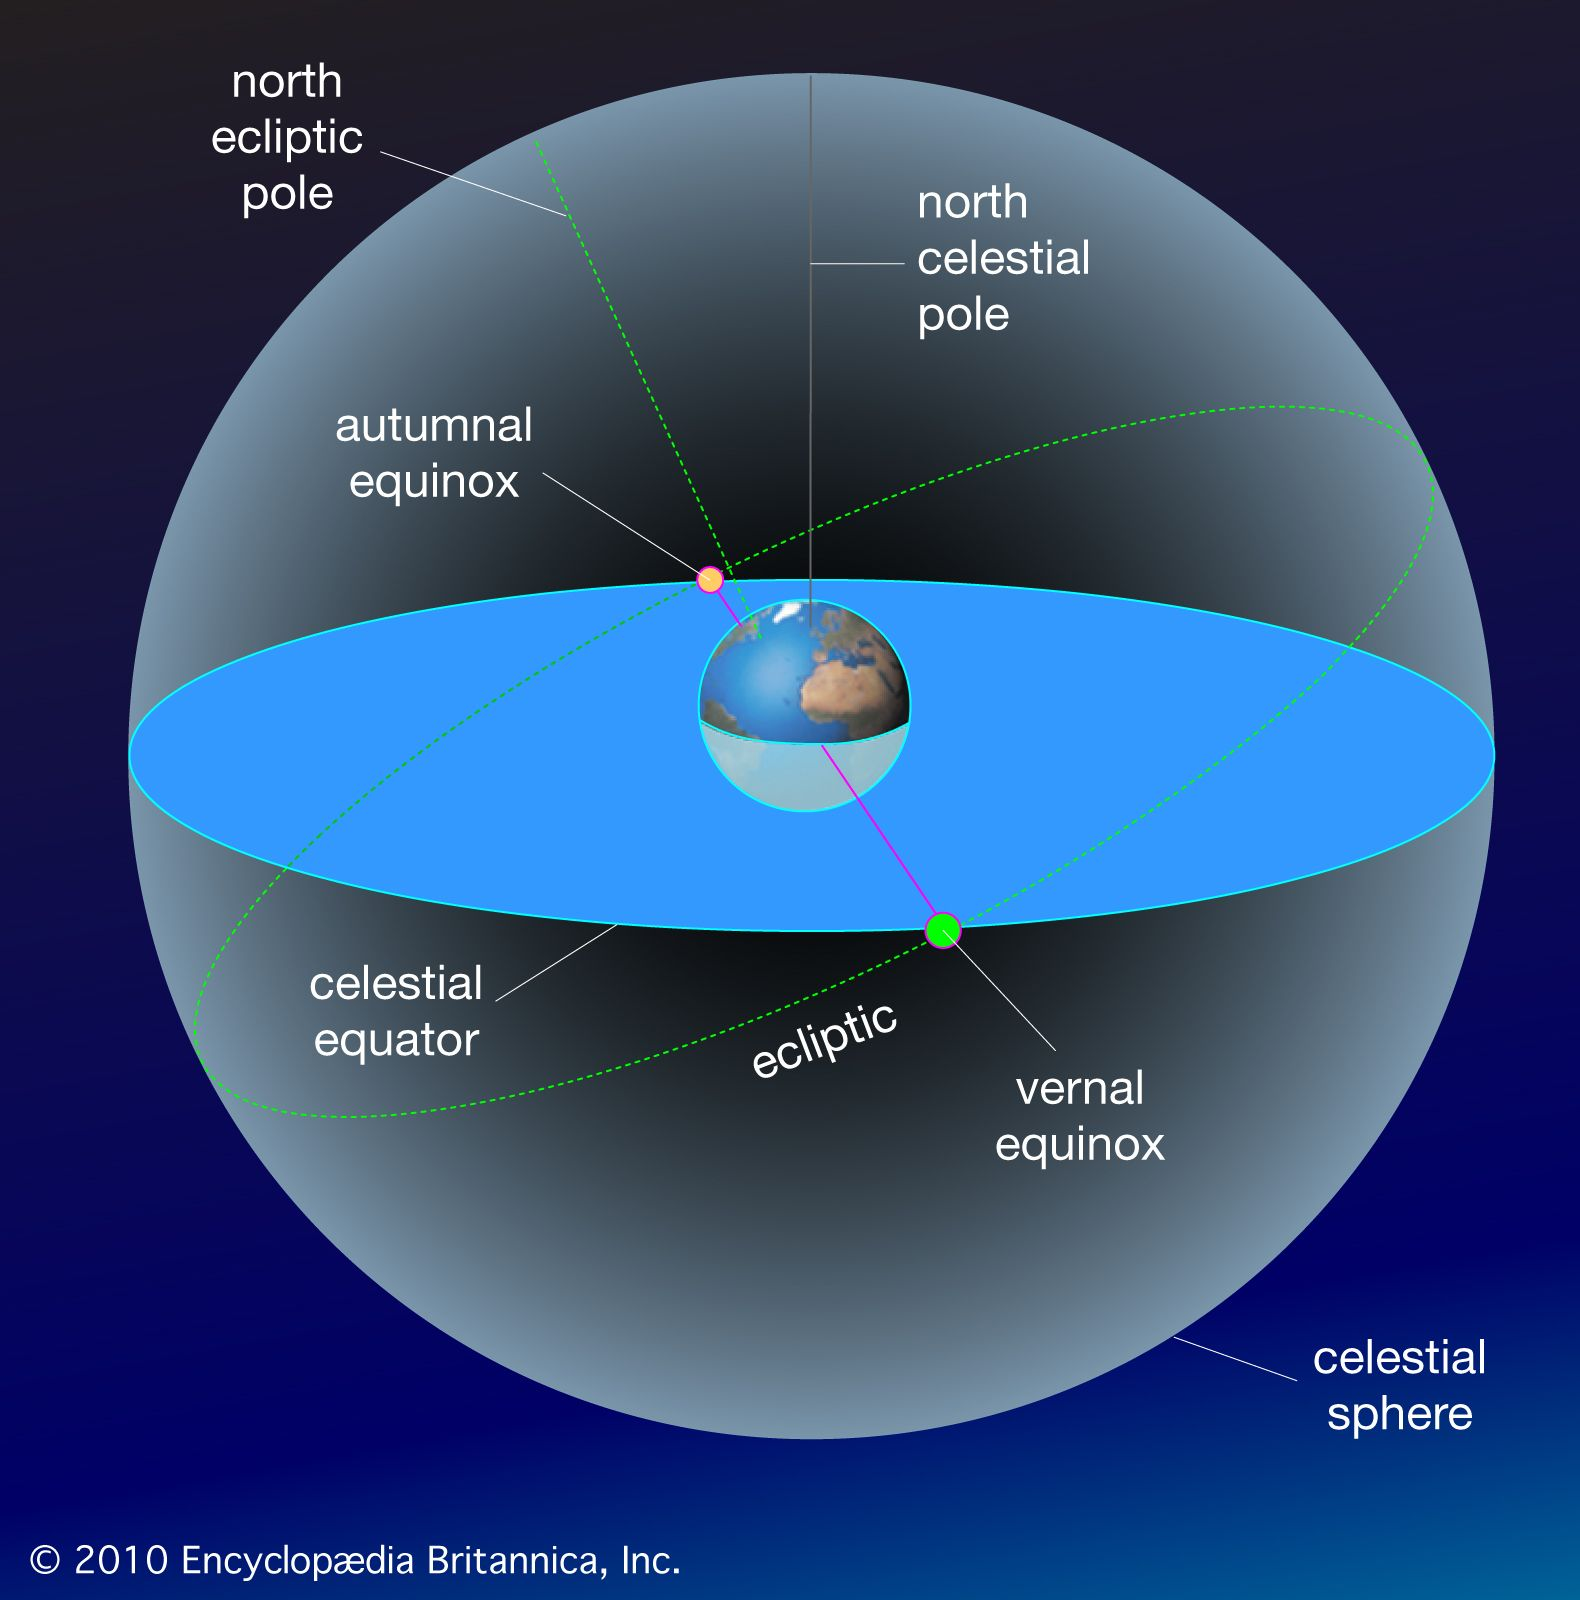 north
ecliptic
pole
north
celestial
pole
autumnal
equinox
celestial
equator
ecliptic
vernal
equinox
celestial
sphere
© 2010 Encyclopædia Britannica, Inc.